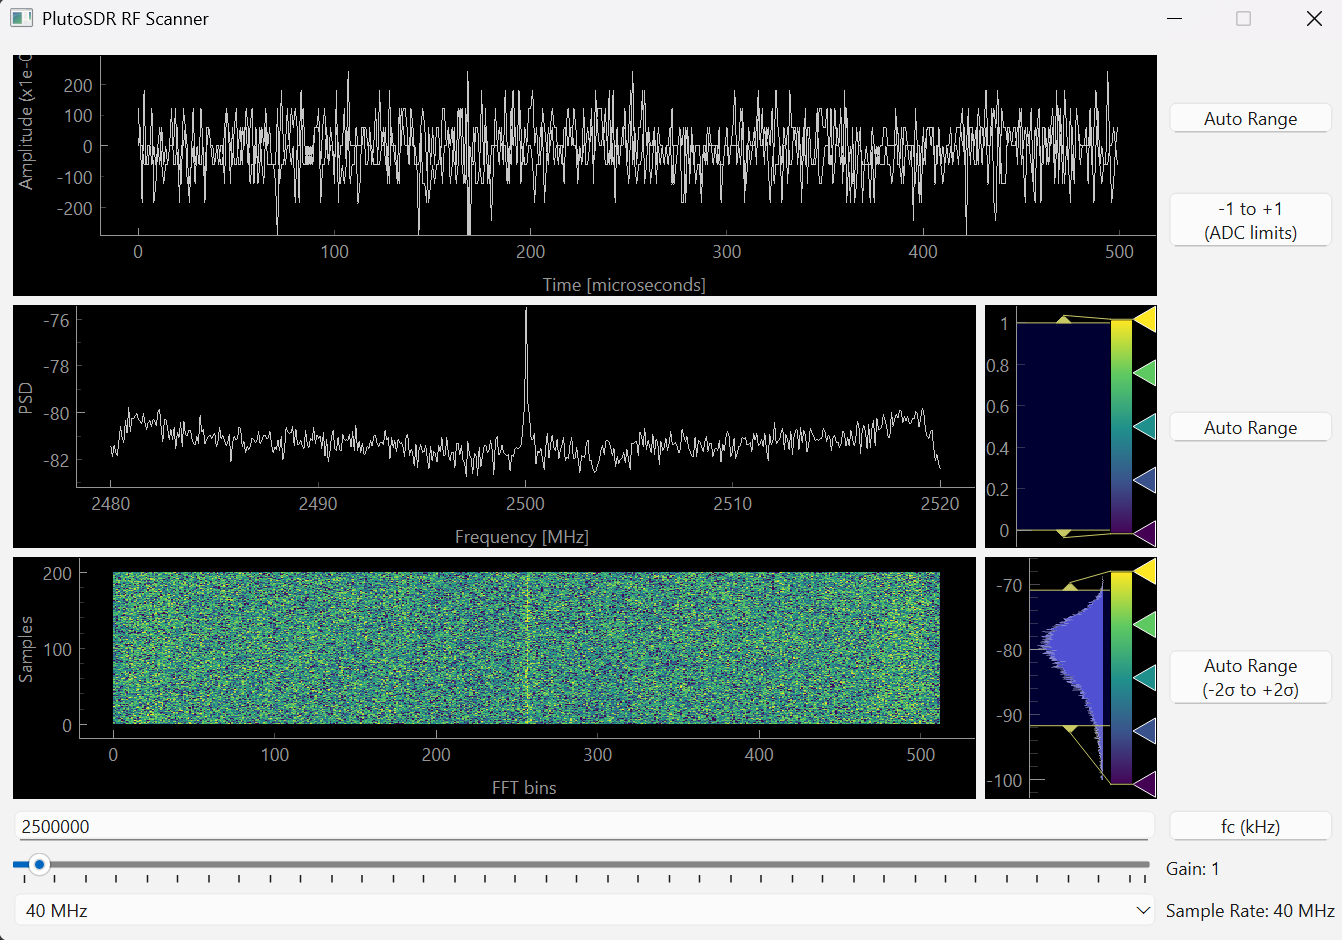 PlutoSDR RF Scanner
Amplitude (x1e-0
200
100
0
-100
-200
0 100 200 300 400 500
Time [microseconds]
Auto Range
-1 to +1
(ADC limits)
PSD
-76
-78
-80
-82
2480 2490 2500 2510 2520
Frequency [MHz]
1
0.8
0.6
0.4
0.2
0
Auto Range
Samples
200
100
0
0 100 200 300 400 500
FFT bins
-70
-80
-90
-100
Auto Range
(-2σ to +2σ)
2500000
fc (kHz)
Gain: 1
40 MHz
Sample Rate: 40 MHz